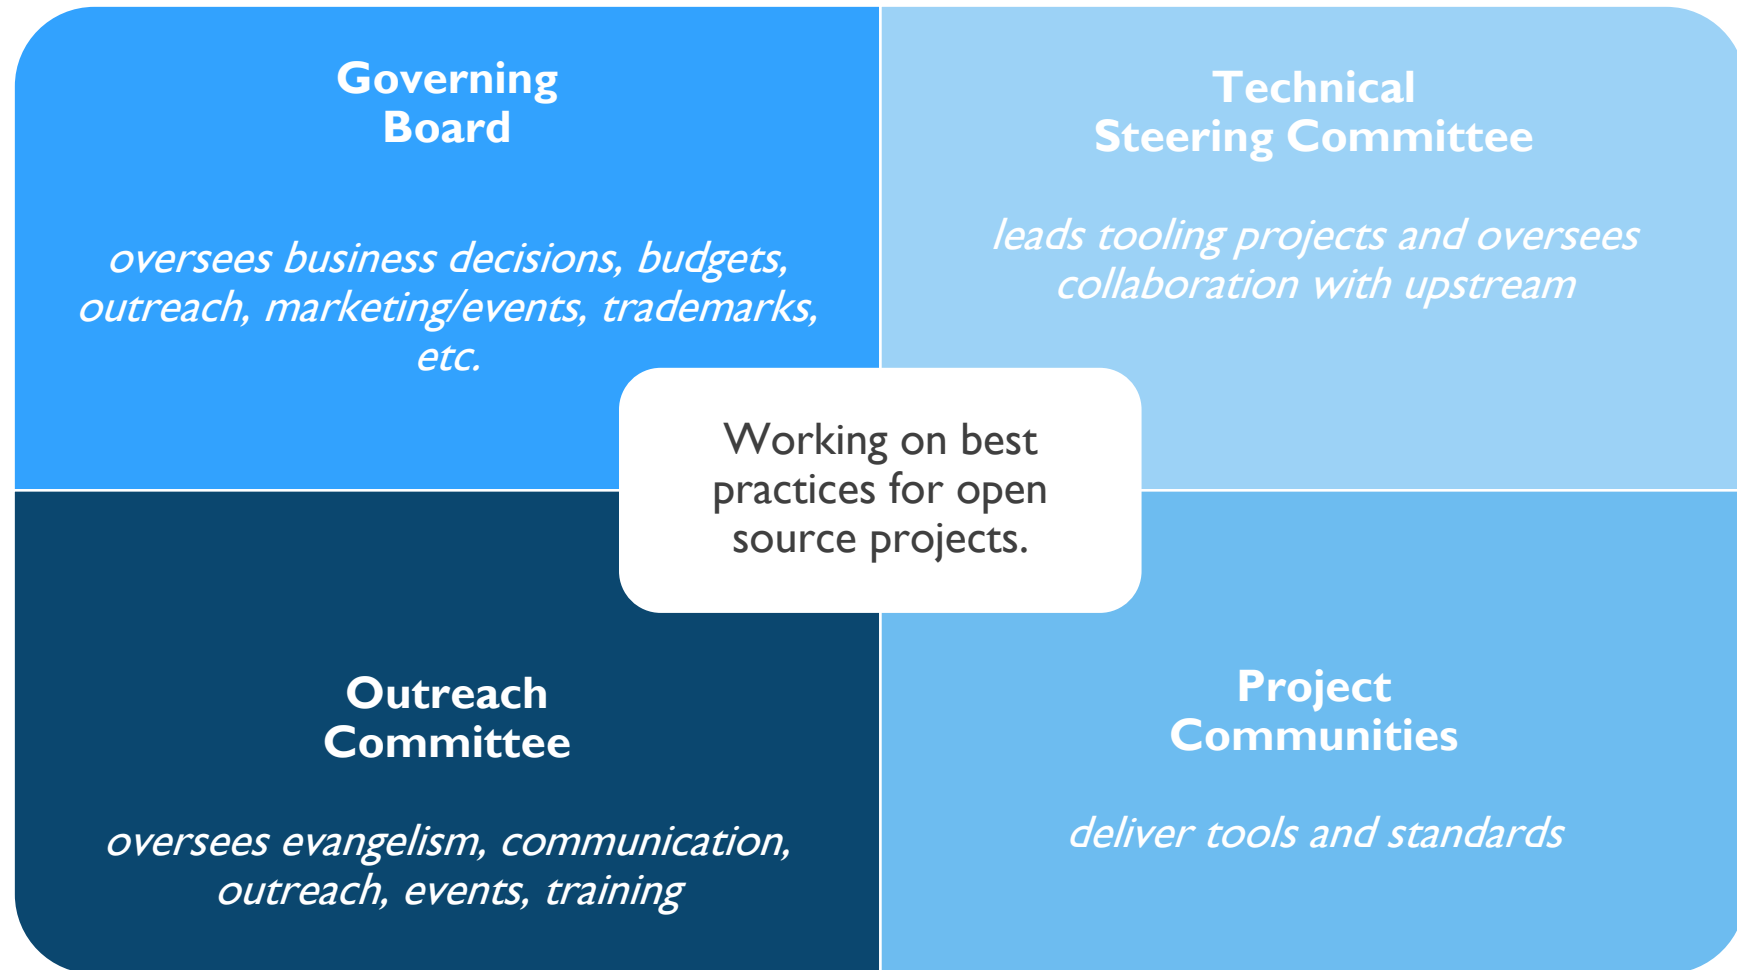 Governing
Board
oversees business decisions, budgets,
outreach, marketing/events, trademarks,
etc.
Technical
Steering Committee
leads tooling projects and oversees
collaboration with upstream
Working on best
practices for open
source projects.
Outreach
Committee
oversees evangelism, communication,
outreach, events, training
Project
Communities
deliver tools and standards